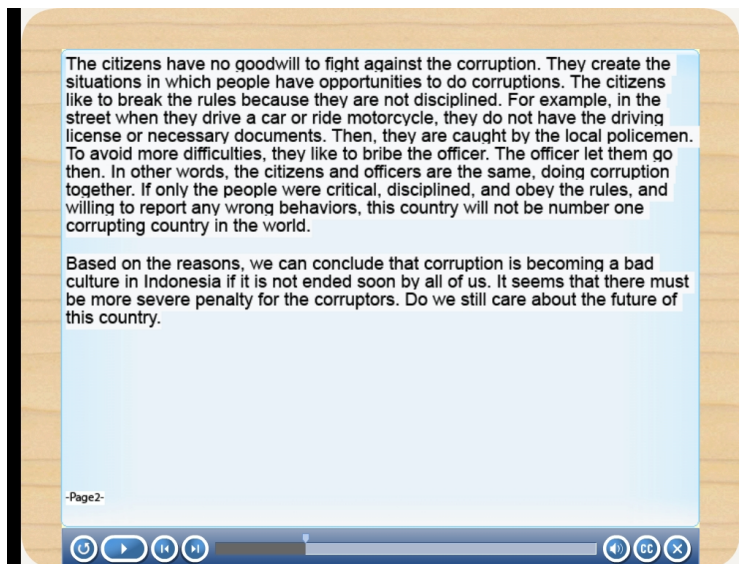 The citizens have no goodwill to fight against the corruption. They create the
situations in which people have opportunities to do corruptions. The citizens
like to break the rules because they are not disciplined. For example, in the
street when they drive a car or ride motorcycle, they do not have the driving
license or necessary documents. Then, they are caught by the local policemen.
To avoid more difficulties, they like to bribe the officer. The officer let them go
then. In other words, the citizens and officers are the same, doing corruption
together. If only the people were critical, disciplined, and obey the rules, and
willing to report any wrong behaviors, this country will not be number one
corrupting country in the world.
Based on the reasons, we can conclude that corruption is becoming a bad
culture in Indonesia if it is not ended soon by all of us. It seems that there must
be more severe penalty for the corruptors. Do we still care about the future of
this country.
-Page2-
CC